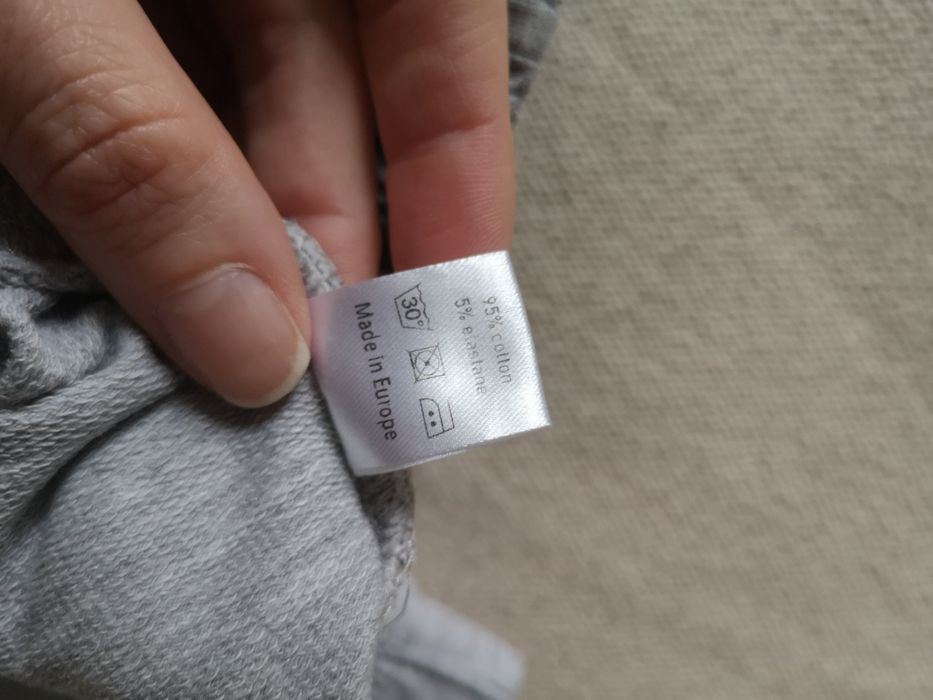 95% cotton
5% elastane
30°
Made in Europe